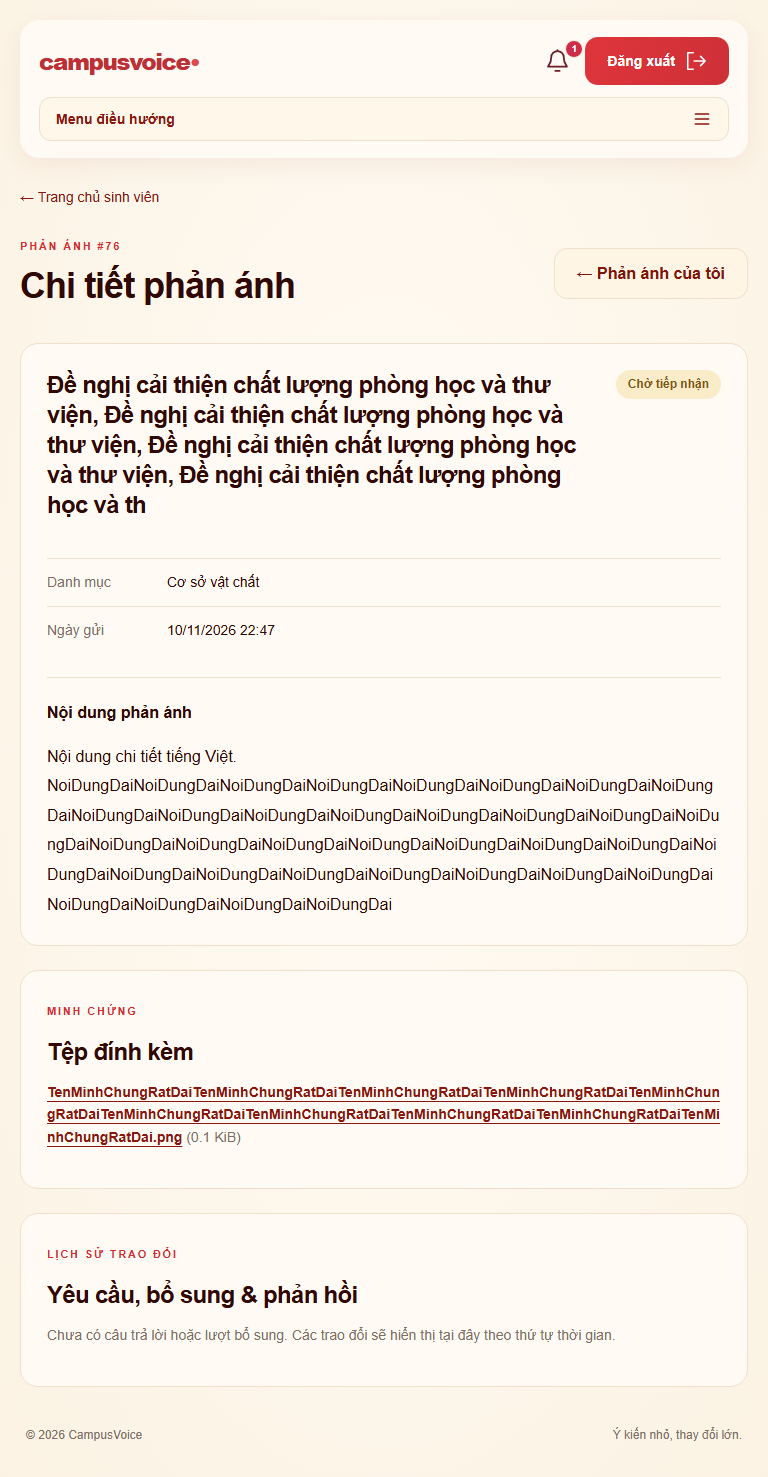 campusvoice
1
Đăng xuất
Menu điều hướng
← Trang chủ sinh viên
PHẢN ÁNH #76
Chi tiết phản ánh
← Phản ánh của tôi
Đề nghị cải thiện chất lượng phòng học và thư
viện, Đề nghị cải thiện chất lượng phòng học và
thư viện, Đề nghị cải thiện chất lượng phòng học
và thư viện, Đề nghị cải thiện chất lượng phòng
học và th
Chờ tiếp nhận
Danh mục Cơ sở vật chất
Ngày gửi 10/11/2026 22:47
Nội dung phản ánh
Nội dung chi tiết tiếng Việt.
NoiDungDaiNoiDungDaiNoiDungDaiNoiDungDaiNoiDungDaiNoiDungDaiNoiDungDaiNoiDung
DaiNoiDungDaiNoiDungDaiNoiDungDaiNoiDungDaiNoiDungDaiNoiDungDaiNoiDungDaiNoiDu
ngDaiNoiDungDaiNoiDungDaiNoiDungDaiNoiDungDaiNoiDungDaiNoiDungDaiNoiDungDaiNoi
DungDaiNoiDungDaiNoiDungDaiNoiDungDaiNoiDungDaiNoiDungDaiNoiDungDaiNoiDungDai
NoiDungDaiNoiDungDaiNoiDungDaiNoiDungDai
MINH CHỨNG
Tệp đính kèm
TenMinhChungRatDaiTenMinhChungRatDaiTenMinhChungRatDaiTenMinhChungRatDaiTenMinhChun
gRatDaiTenMinhChungRatDaiTenMinhChungRatDaiTenMinhChungRatDaiTenMinhChungRatDaiTenMi
nhChungRatDai.png (0.1 KiB)
LỊCH SỬ TRAO ĐỔI
Yêu cầu, bổ sung & phản hồi
Chưa có câu trả lời hoặc lượt bổ sung. Các trao đổi sẽ hiển thị tại đây theo thứ tự thời gian.
© 2026 CampusVoice
Ý kiến nhỏ, thay đổi lớn.